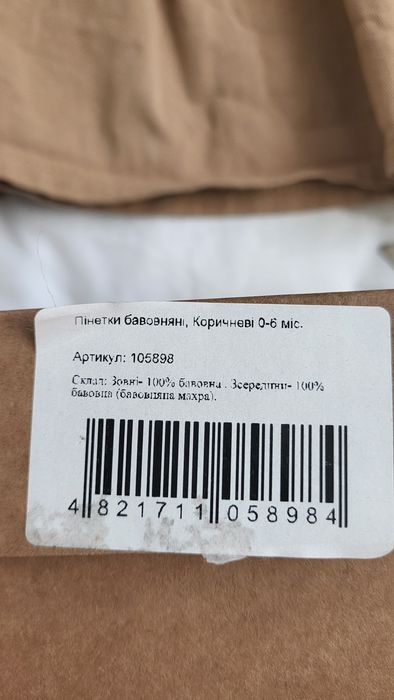 Пінетки бавовняні, Коричневі 0-6 міс.
Артикул: 105898
Склад: Зовні- 100% бавовна . Всередині- 100%
бавовна (бавовняна махра).
4 821711 058984